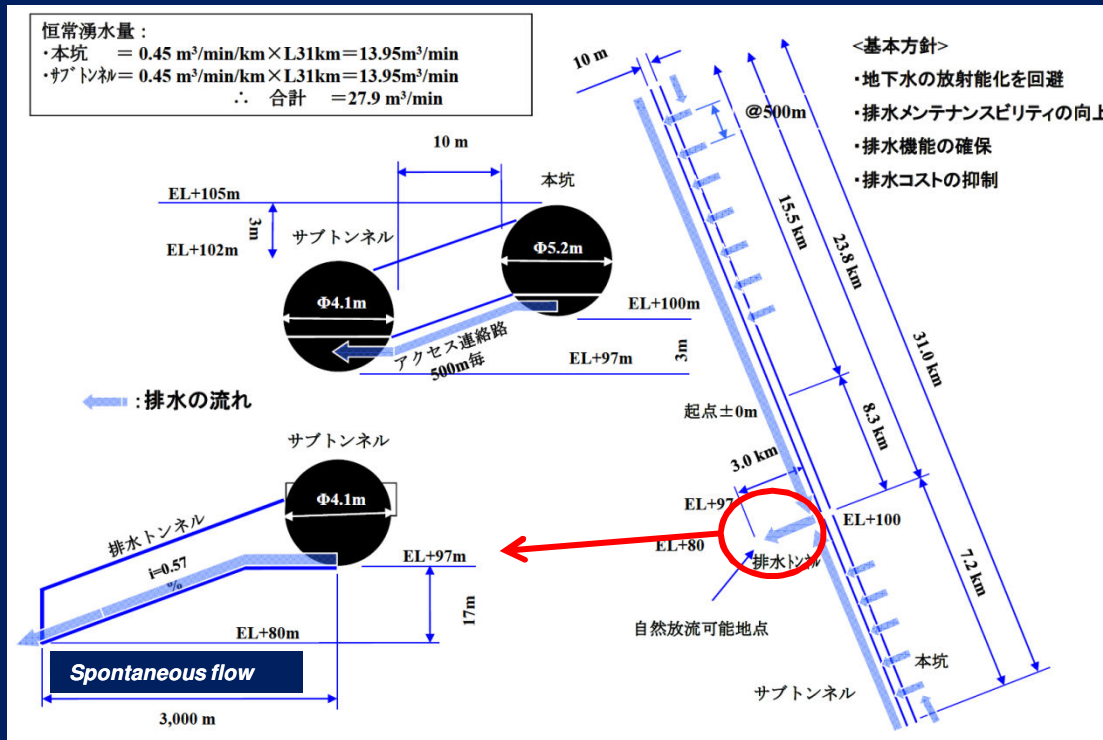 恒常湧水量：
・本坑　 = 0.45 m³/min/km×L31km＝13.95m³/min
・ｻﾌﾞﾄﾝﾈﾙ= 0.45 m³/min/km×L31km＝13.95m³/min
∴　合計　＝27.9 m³/min
10 m
<基本方針>
・地下水の放射能化を回避
・排水メンテナンスビリティの向上
・排水機能の確保
・排水コストの抑制
@500m
15.5 km
23.8 km
31.0 km
8.3 km
7.2 km
10 m
本坑
EL+105m
3m
サブトンネル
EL+102m
Φ5.2m
Φ4.1m
EL+100m
アクセス連絡路
500m毎
EL+97m
3m
：排水の流れ
起点±0m
3.0 km
EL+97
EL+100
EL+80
排水トンネル
自然放流可能地点
本坑
サブトンネル
サブトンネル
Φ4.1m
排水トンネル
i=0.57
%
EL+97m
17m
EL+80m
Spontaneous flow
3,000 m